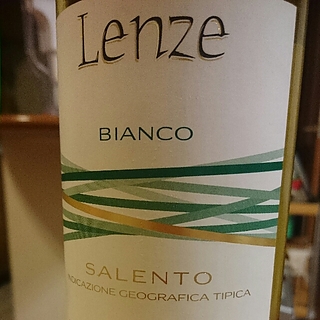 Lenze
BIANCO
SALENTO
INDICAZIONE GEOGRAFICA TIPICA